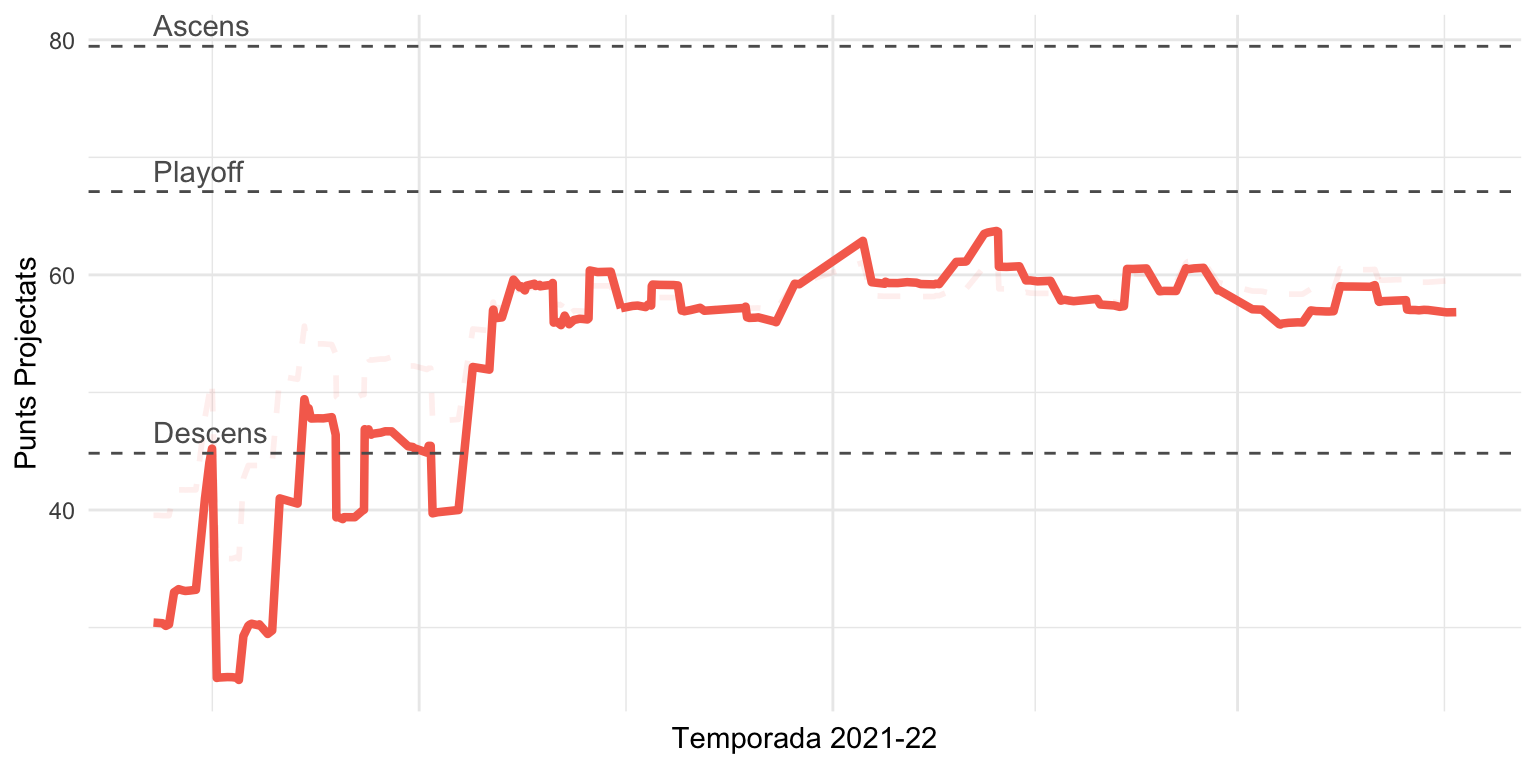 Ascens
80
Playoff
60
Descens
40
Punts Projectats
Temporada 2021-22